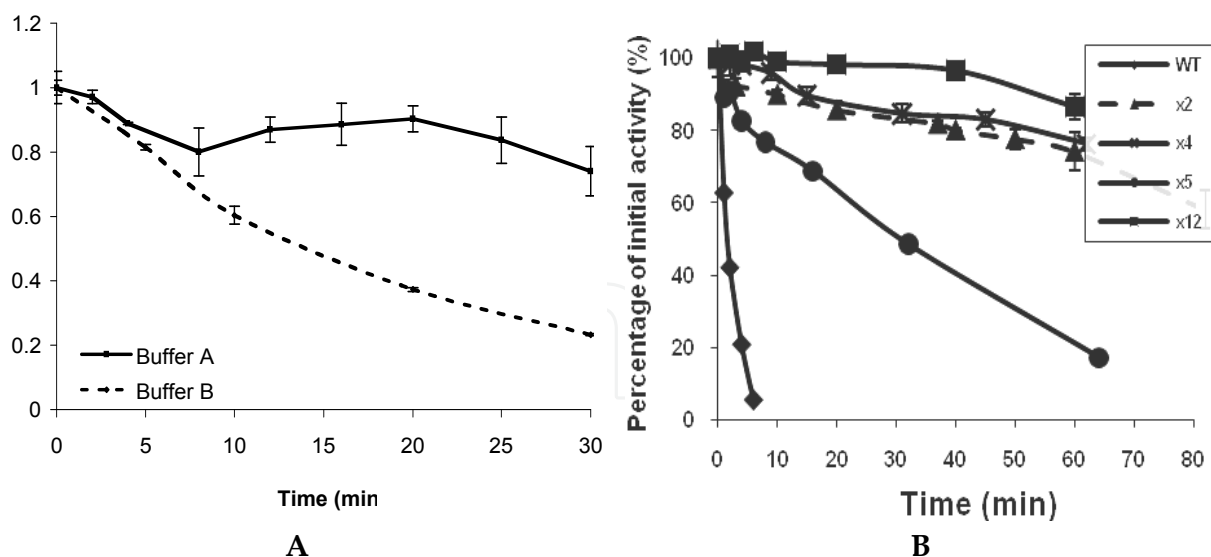 1.2
1
0.8
0.6
0.4
0.2
0
Buffer A
Buffer B
0 5 10 15 20 25 30
Time (min
A
Percentage of initial activity (%)
100
80
60
40
20
0
WT
x2
x4
x5
x12
0 10 20 30 40 50 60 70 80
Time (min)
B